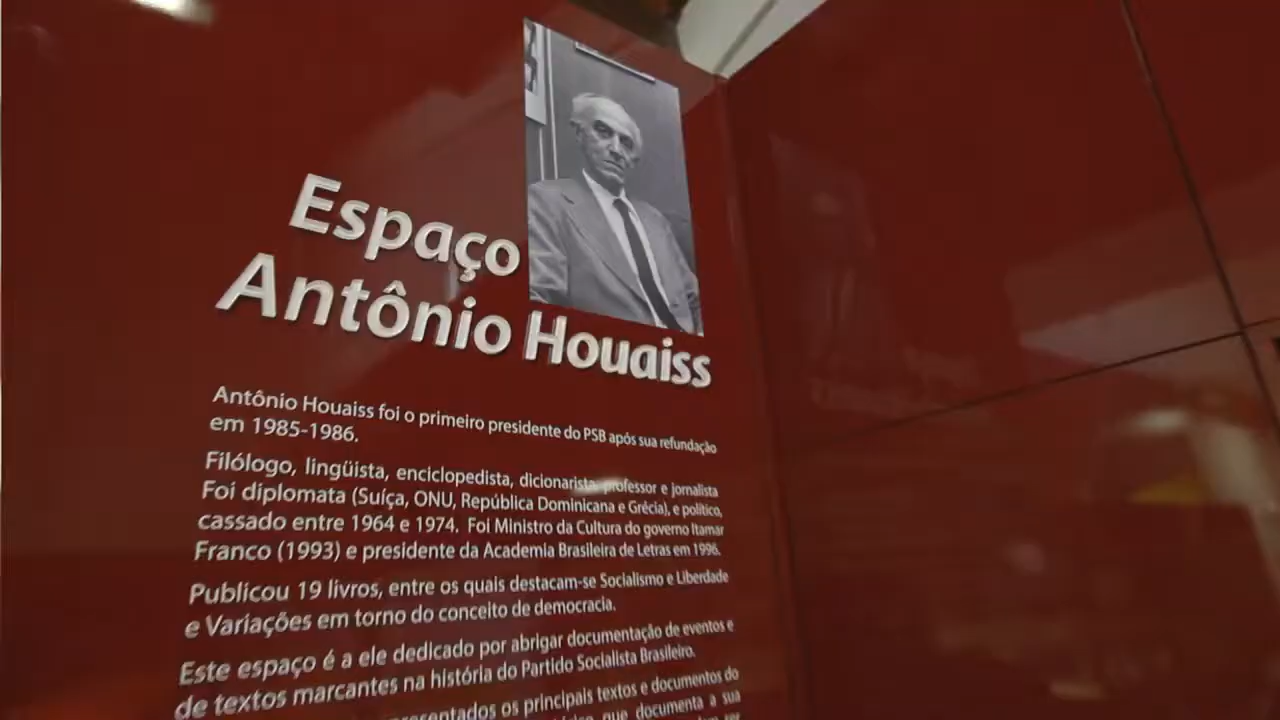 Espaço
Antônio Houaiss
Antônio Houaiss foi o primeiro presidente do PSB após sua refundação
em 1985-1986.
Filólogo, lingüista, enciclopedista, dicionarista, professor e jornalista
Foi diplomata (Suíça, ONU, República Dominicana e Grécia), e político,
cassado entre 1964 e 1974. Foi Ministro da Cultura do governo Itamar
Franco (1993) e presidente da Academia Brasileira de Letras em 1996.
Publicou 19 livros, entre os quais destacam-se Socialismo e Liberdade
e Variações em torno do conceito de democracia.
Este espaço é a ele dedicado por abrigar documentação de eventos e
de textos marcantes na história do Partido Socialista Brasileiro.
os principais textos e documentos do
que documenta a sua